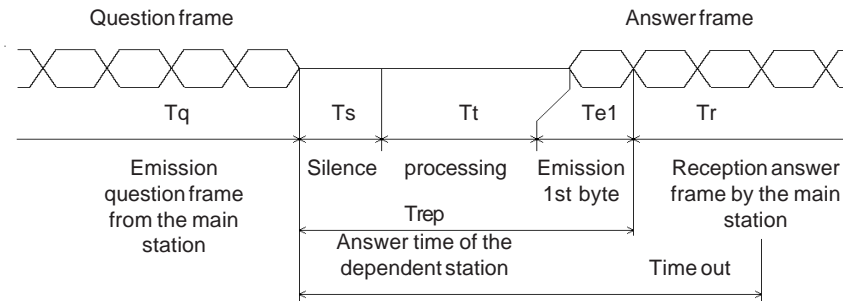 Question frame
Answer frame
Tq
Ts
Tt
Te1
Tr
Emission
question frame
from the main
station
Silence
processing
Emission
1st byte
Reception answer
frame by the main
station
Trep
Answer time of the
dependent station
Time out